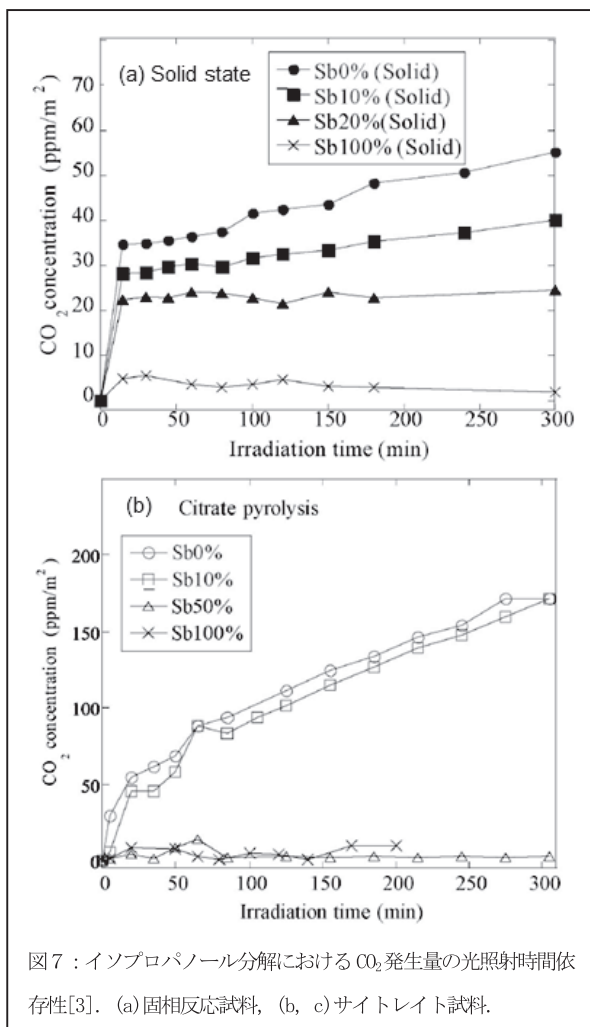 (a) Solid state
Sb0% (Solid)
Sb10% (Solid)
Sb20%(Solid)
Sb100% (Solid)
CO2 concentration (ppm/m2)
70
60
50
40
30
20
10
0
0 50 100 150 200 250 300
Irradiation time (min)
(b) Citrate pyrolysis
Sb0%
Sb10%
Sb50%
Sb100%
CO2 concentration (ppm/m2)
200
150
100
50
0
0 50 100 150 200 250 300
Irradiation time (min)
図7：イソプロパノール分解におけるCO2発生量の光照射時間依
存性[3]．(a)固相反応試料，(b, c)サイトレイト試料．